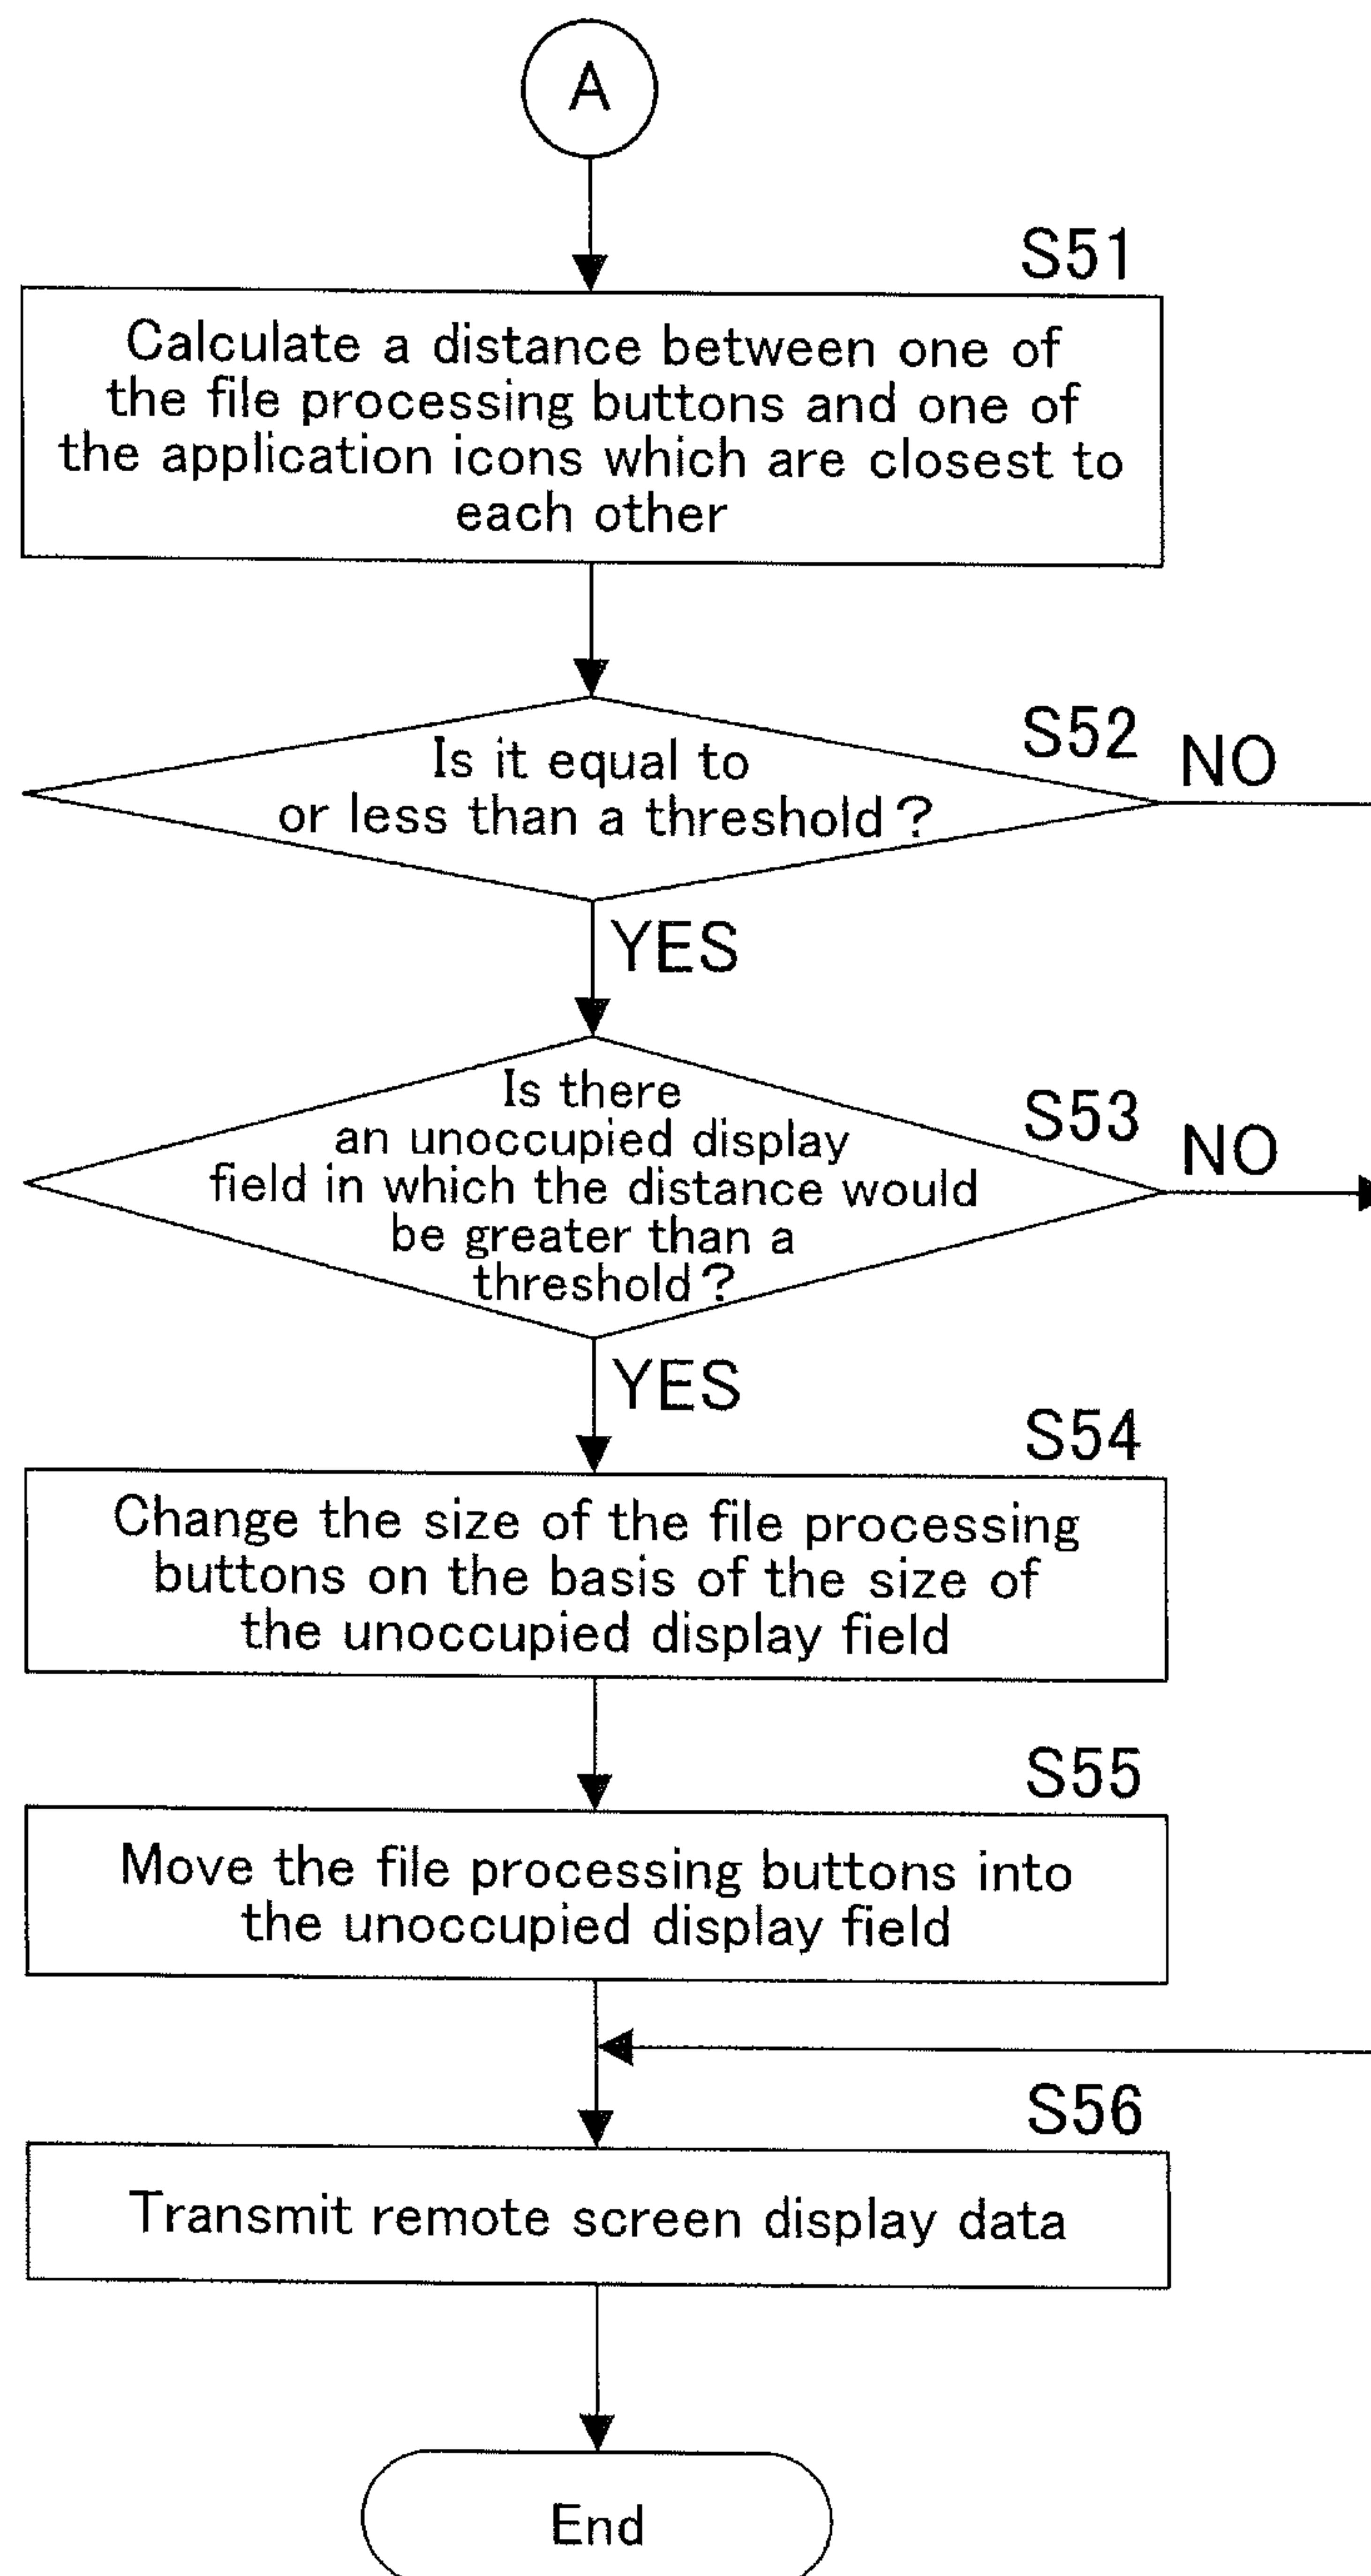 A
S51
Calculate a distance between one of
the file processing buttons and one of
the application icons which are closest to
each other
S52
NO
Is it equal to
or less than a threshold?
YES
S53
NO
Is there
an unoccupied display
field in which the distance would
be greater than a
threshold?
YES
S54
Change the size of the file processing
buttons on the basis of the size of
the unoccupied display field
S55
Move the file processing buttons into
the unoccupied display field
S56
Transmit remote screen display data
End